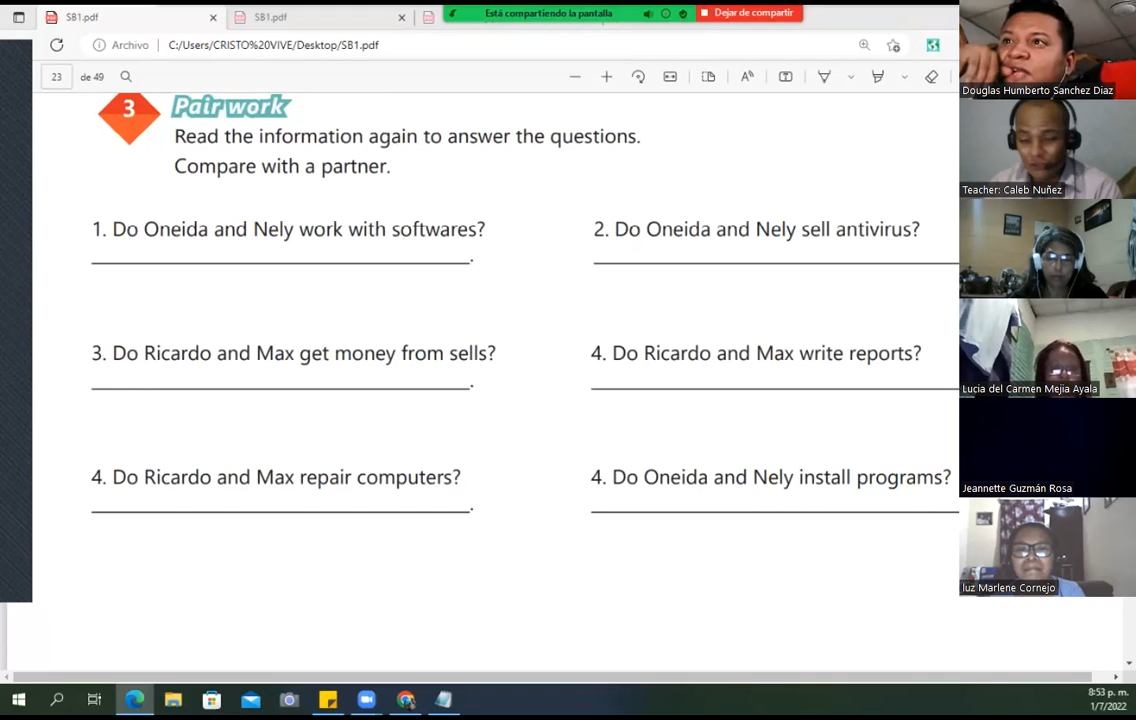 SB1.pdf
SB1.pdf
Está compartiendo la pantalla
Dejar de compartir
Archivo
C:/Users/CRISTO%20VIVE/Desktop/SB1.pdf
23 de 49
3
Pair work
Read the information again to answer the questions.
Compare with a partner.
1. Do Oneida and Nely work with softwares?
2. Do Oneida and Nely sell antivirus?
3. Do Ricardo and Max get money from sells?
4. Do Ricardo and Max write reports?
4. Do Ricardo and Max repair computers?
4. Do Oneida and Nely install programs?
Douglas Humberto Sanchez Diaz
Teacher: Caleb Nuñez
Lucia del Carmen Mejia Ayala
Jeannette Guzmán Rosa
luz Marlene Cornejo
8:53 p. m.
1/7/2022